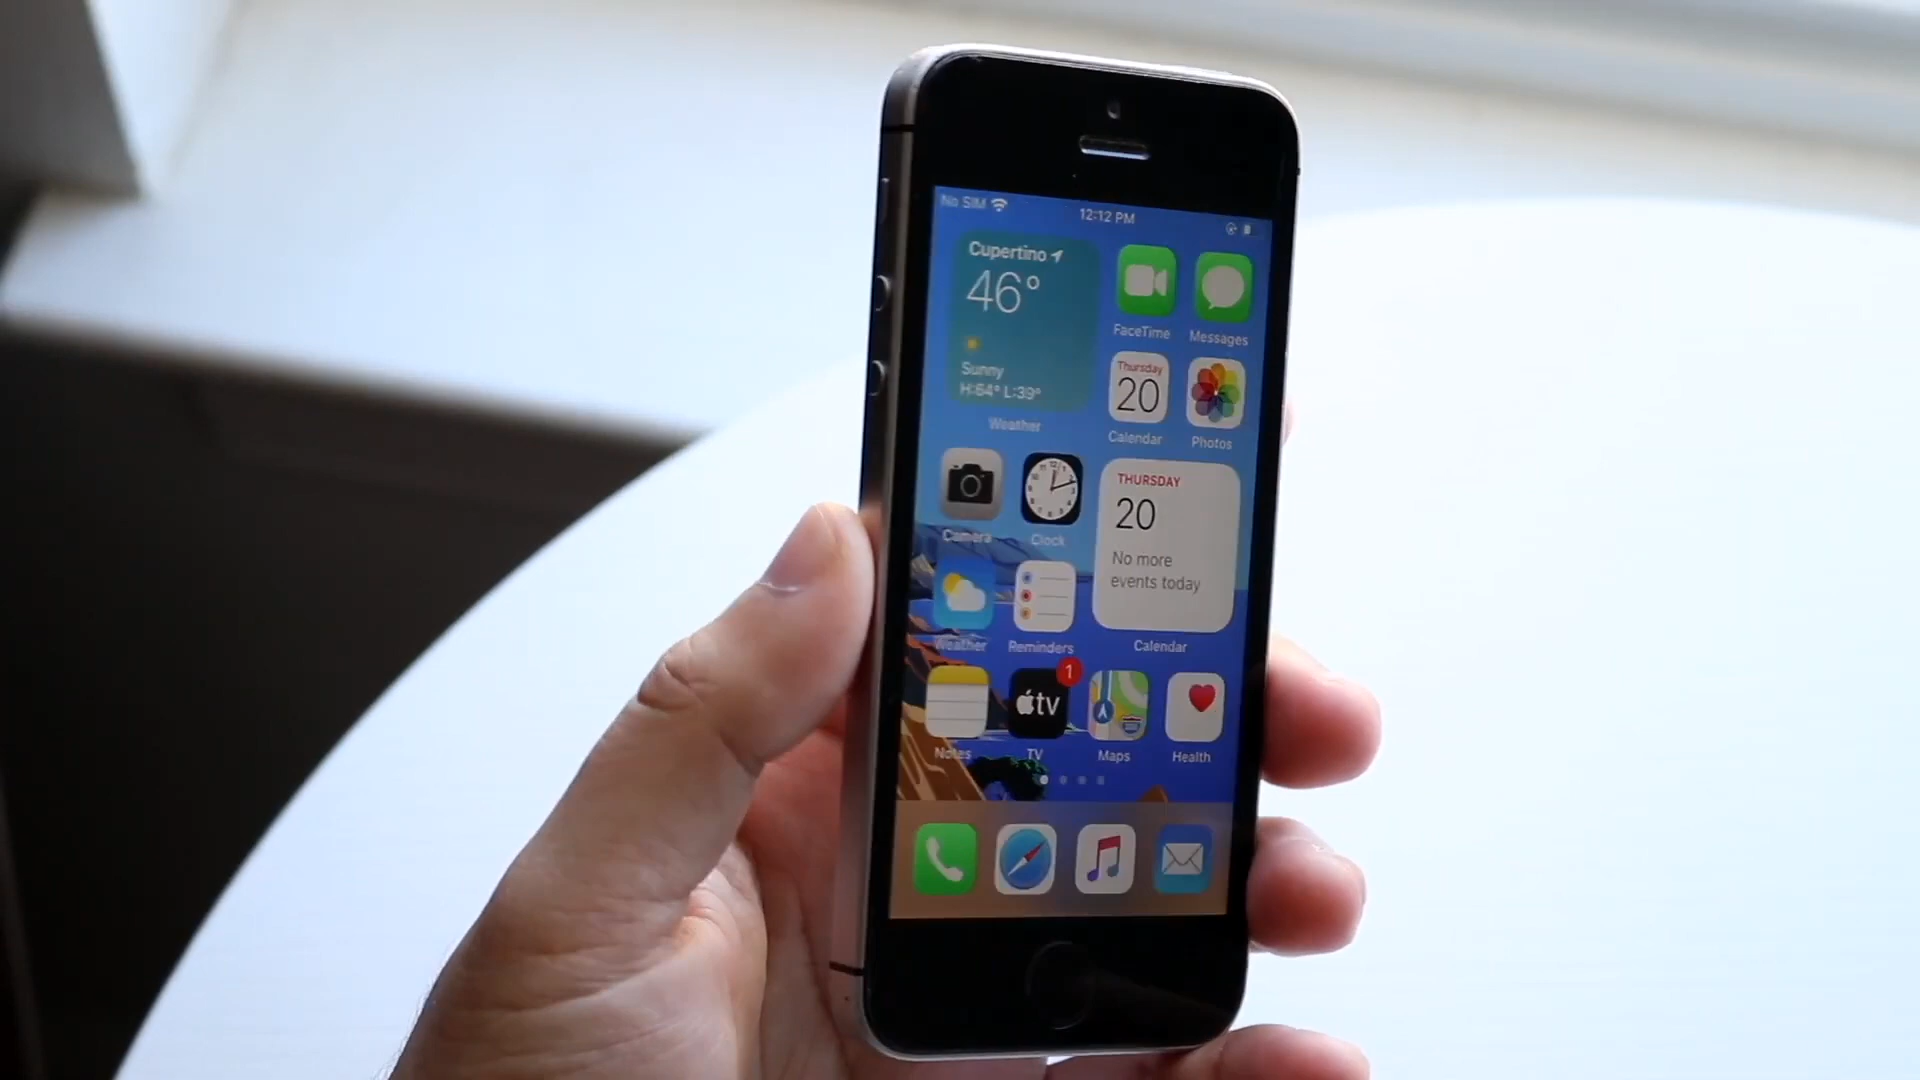 No SIM
12:12 PM
Cupertino
46°
Sunny
H:64° L:39°
Weather
FaceTime
Messages
Thursday
20
Calendar
Photos
Camera
Clock
THURSDAY
20
No more
events today
Calendar
Weather
Reminders
Notes
tv
1
TV
Maps
Health